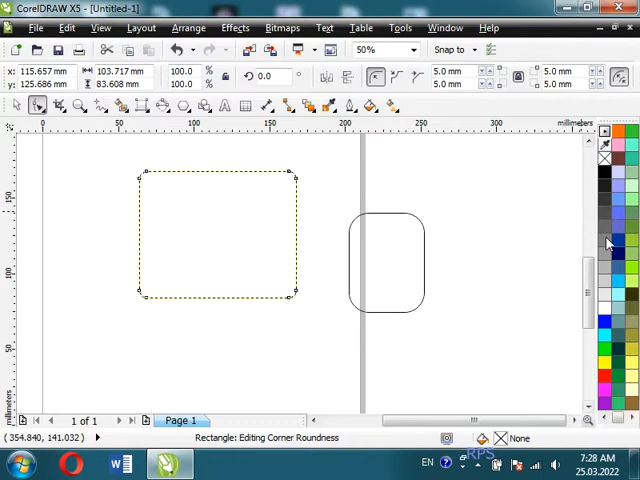 CorelDRAW X5 - [Untitled-1]
File Edit View Layout Arrange Effects Bitmaps Text Table Tools Window Help
50% Snap to
x: 115.657 mm 103.717 mm 100.0 % 0.0 ° 5.0 mm 5.0 mm
y: 125.686 mm 83.608 mm 100.0 % 5.0 mm 5.0 mm
0 50 100 150 200 250 300 millimeters
150
100
50
0
millimeters
1 of 1 Page 1
( 354.840, 141.032 ) Rectangle: Editing Corner Roundness None
RPS
EN 7:28 AM
25.03.2022